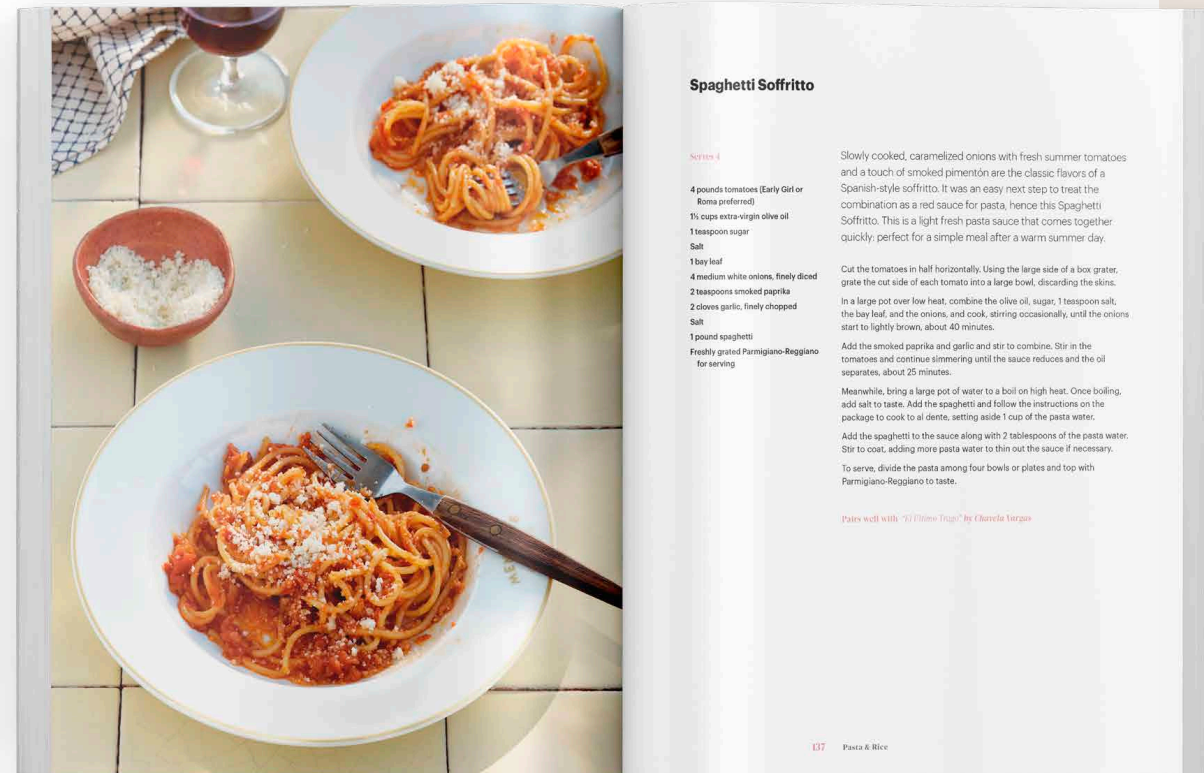 Spaghetti Soffritto
Serves 4
4 pounds tomatoes (Early Girl or
Roma preferred)
1½ cups extra-virgin olive oil
1 teaspoon sugar
Salt
1 bay leaf
4 medium white onions, finely diced
2 teaspoons smoked paprika
2 cloves garlic, finely chopped
Salt
1 pound spaghetti
Freshly grated Parmigiano-Reggiano
for serving
Slowly cooked, caramelized onions with fresh summer tomatoes
and a touch of smoked pimentón are the classic flavors of a
Spanish-style soffritto. It was an easy next step to treat the
combination as a red sauce for pasta, hence this Spaghetti
Soffritto. This is a light fresh pasta sauce that comes together
quickly: perfect for a simple meal after a warm summer day.
Cut the tomatoes in half horizontally. Using the large side of a box grater,
grate the cut side of each tomato into a large bowl, discarding the skins.
In a large pot over low heat, combine the olive oil, sugar, 1 teaspoon salt,
the bay leaf, and the onions, and cook, stirring occasionally, until the onions
start to lightly brown, about 40 minutes.
Add the smoked paprika and garlic and stir to combine. Stir in the
tomatoes and continue simmering until the sauce reduces and the oil
separates, about 25 minutes.
Meanwhile, bring a large pot of water to a boil on high heat. Once boiling,
add salt to taste. Add the spaghetti and follow the instructions on the
package to cook to al dente, setting aside 1 cup of the pasta water.
Add the spaghetti to the sauce along with 2 tablespoons of the pasta water.
Stir to coat, adding more pasta water to thin out the sauce if necessary.
To serve, divide the pasta among four bowls or plates and top with
Parmigiano-Reggiano to taste.
Pairs well with "El Último Trago" by Chavela Vargas
137 Pasta & Rice